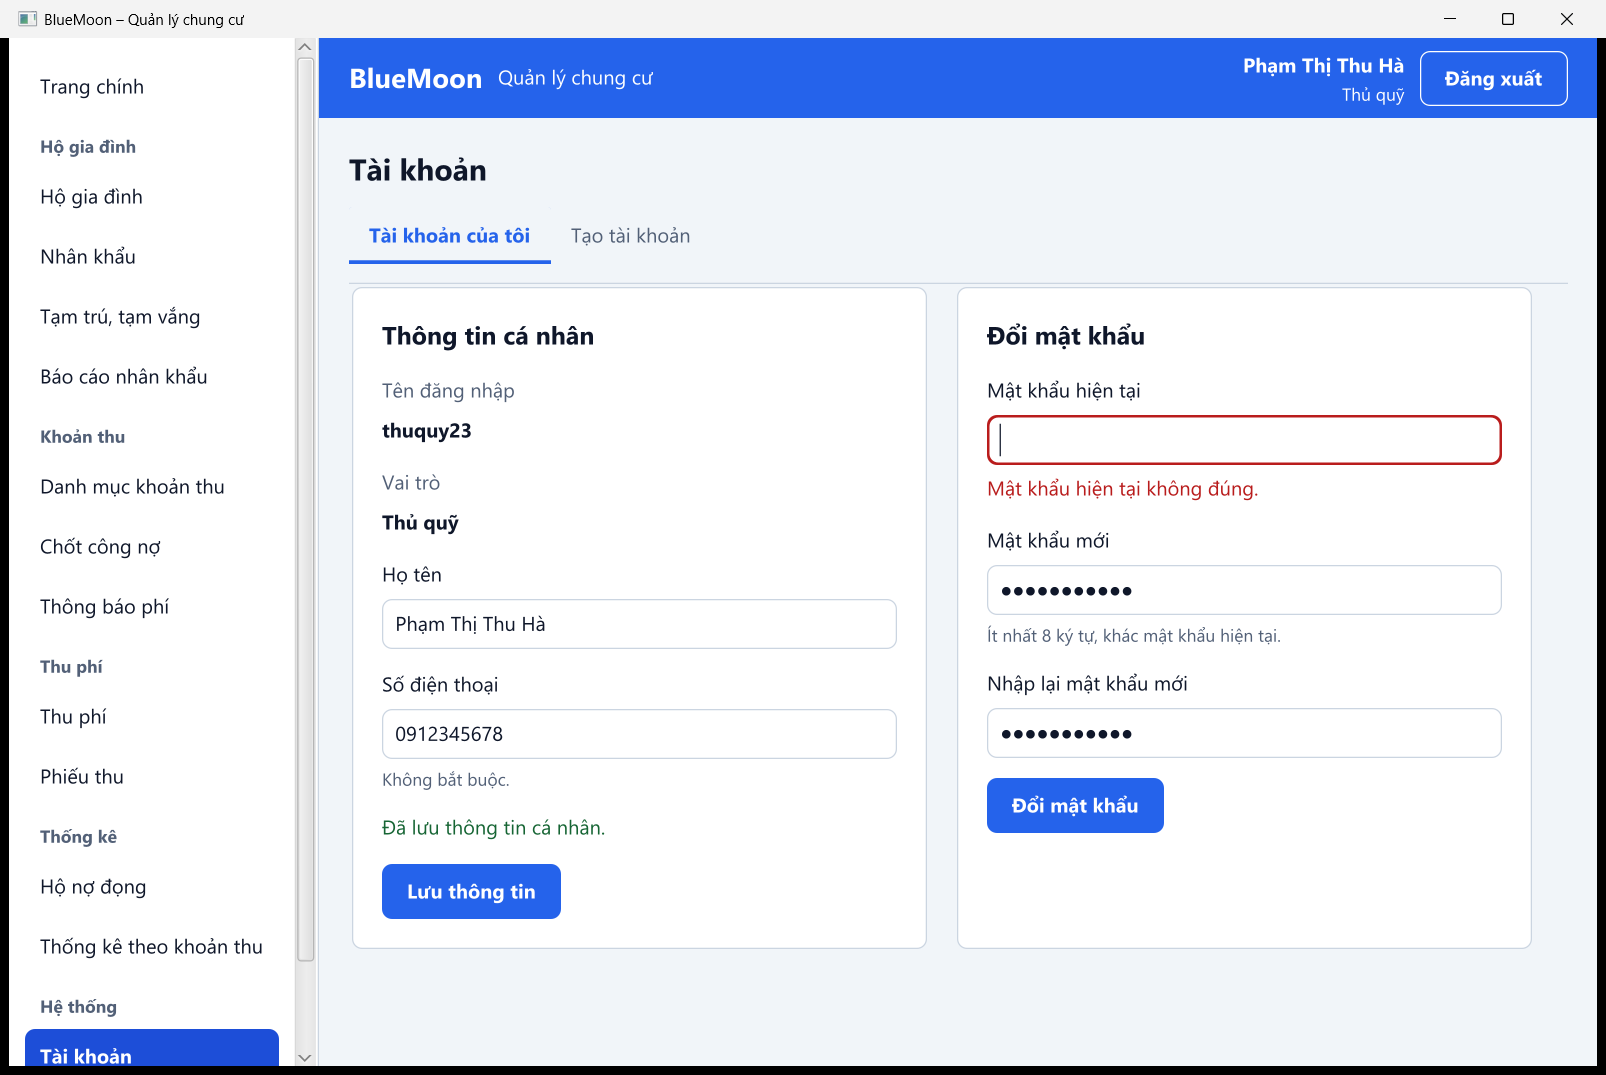 BlueMoon – Quản lý chung cư
Trang chính
Hộ gia đình
Hộ gia đình
Nhân khẩu
Tạm trú, tạm vắng
Báo cáo nhân khẩu
Khoản thu
Danh mục khoản thu
Chốt công nợ
Thông báo phí
Thu phí
Thu phí
Phiếu thu
Thống kê
Hộ nợ đọng
Thống kê theo khoản thu
Hệ thống
Tài khoản
BlueMoon Quản lý chung cư
Phạm Thị Thu Hà
Thủ quỹ
Đăng xuất
Tài khoản
Tài khoản của tôi
Tạo tài khoản
Thông tin cá nhân
Tên đăng nhập
thuquy23
Vai trò
Thủ quỹ
Họ tên
Phạm Thị Thu Hà
Số điện thoại
0912345678
Không bắt buộc.
Đã lưu thông tin cá nhân.
Lưu thông tin
Đổi mật khẩu
Mật khẩu hiện tại
Mật khẩu hiện tại không đúng.
Mật khẩu mới
●●●●●●●●●●●
Ít nhất 8 ký tự, khác mật khẩu hiện tại.
Nhập lại mật khẩu mới
●●●●●●●●●●●
Đổi mật khẩu